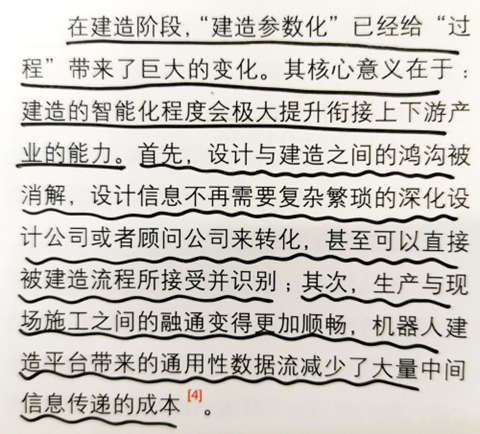 在建造阶段，“建造参数化”已经给“过
程”带来了巨大的变化。其核心意义在于：
建造的智能化程度会极大提升衔接上下游产
业的能力。首先，设计与建造之间的鸿沟被
消解，设计信息不再需要复杂繁琐的深化设
计公司或者顾问公司来转化，甚至可以直接
被建造流程所接受并识别；其次，生产与现
场施工之间的融通变得更加顺畅，机器人建
造平台带来的通用性数据流减少了大量中间
信息传递的成本[4]。